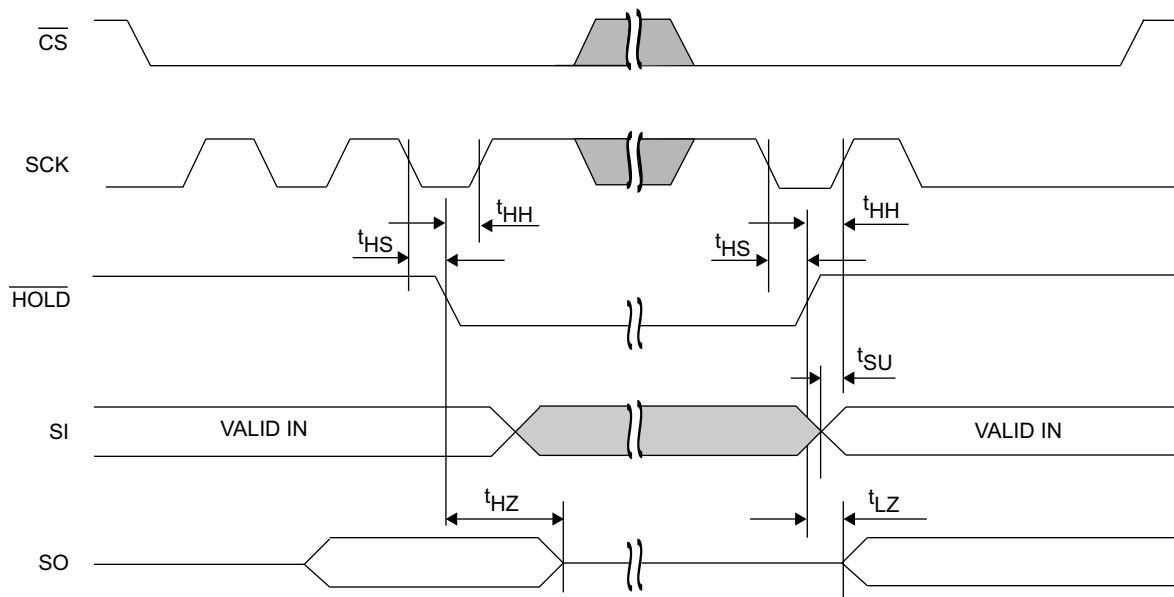 CS
SCK
tHH
tHH
tHS
tHS
HOLD
tSU
SI
VALID IN
VALID IN
tHZ
tLZ
SO